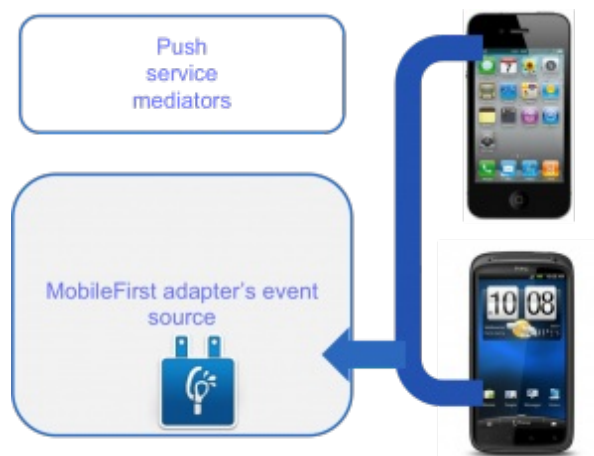 Push
service
mediators
MobileFirst adapter's event
source
10 08